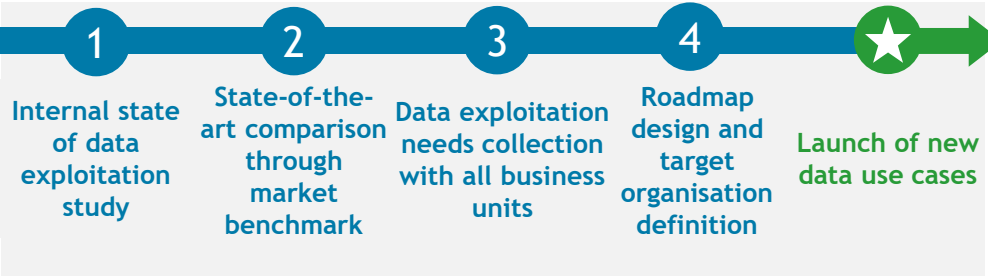 1
Internal state
of data
exploitation
study
2
State-of-the-
art comparison
through
market
benchmark
3
Data exploitation
needs collection
with all business
units
4
Roadmap
design and
target
organisation
definition
Launch of new
data use cases